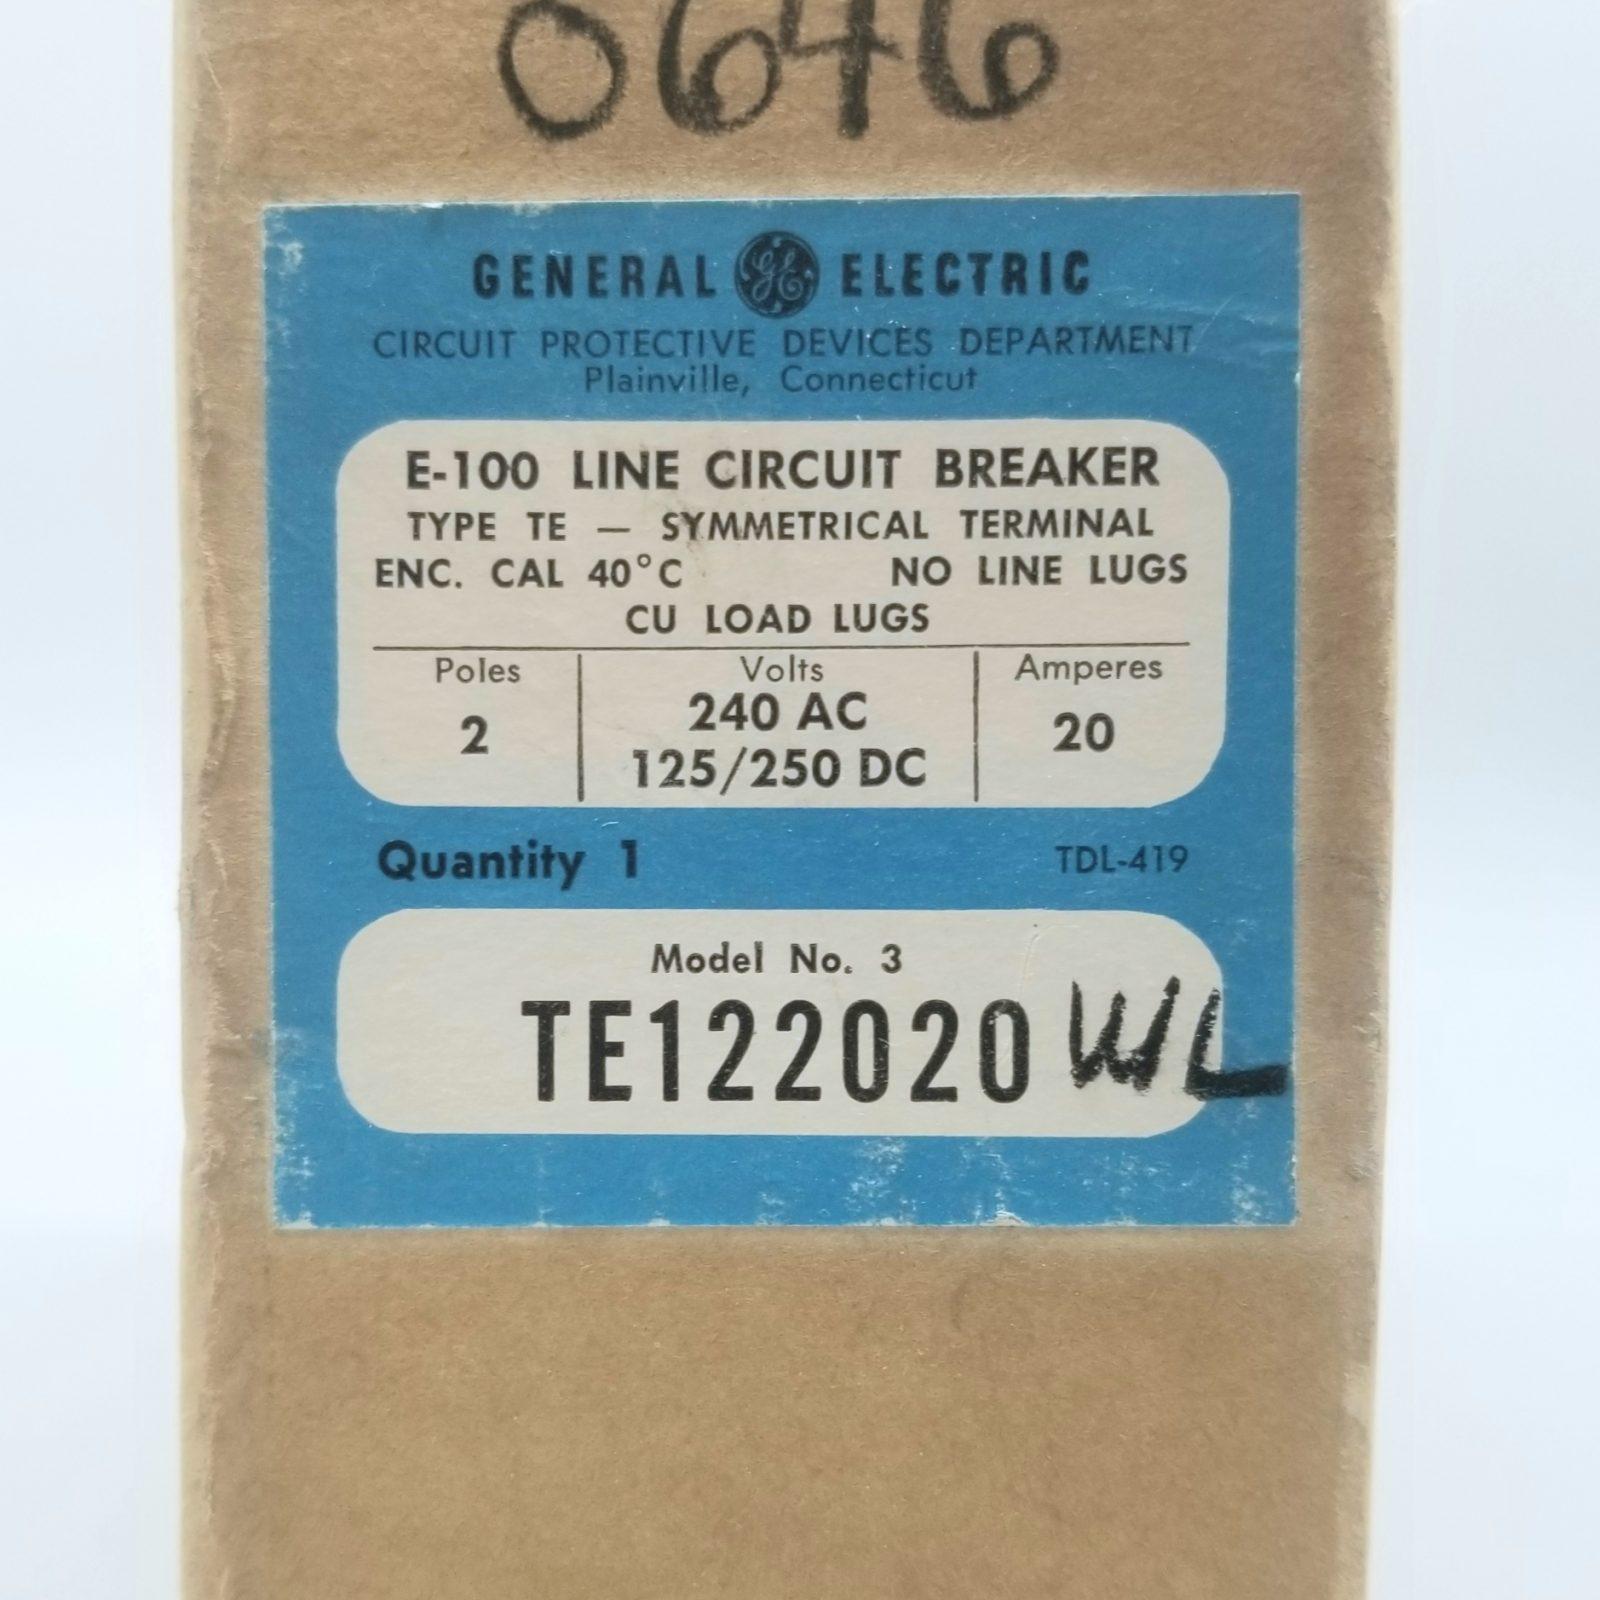 0646
GENERAL GE ELECTRIC
CIRCUIT PROTECTIVE DEVICES DEPARTMENT
Plainville, Connecticut
E-100 LINE CIRCUIT BREAKER
TYPE TE — SYMMETRICAL TERMINAL
ENC. CAL 40°C NO LINE LUGS
CU LOAD LUGS
Poles Volts Amperes
2 240 AC 20
125/250 DC
Quantity 1 TDL-419
Model No. 3
TE122020 WL